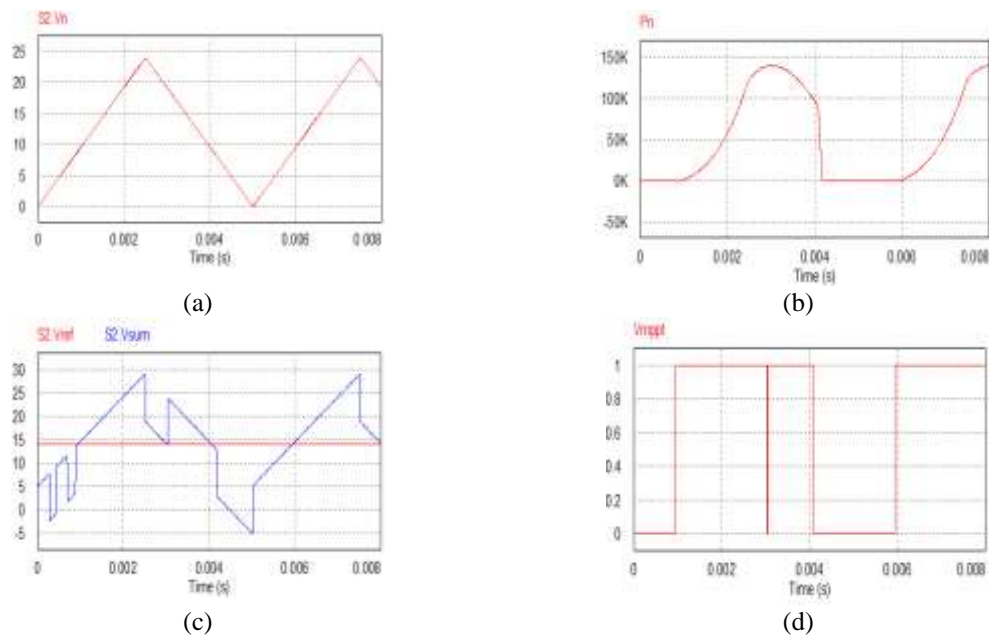 S2.Vn
25
20
15
10
5
0
0 0.002 0.004 0.006 0.008
Time (s)
(a)
Pn
150K
100K
50K
0K
-50K
0 0.002 0.004 0.006 0.008
Time (s)
(b)
S2.Vref S2.Vsum
30
25
20
15
10
5
0
-5
0 0.002 0.004 0.006 0.008
Time (s)
(c)
Vmppt
1
0.8
0.6
0.4
0.2
0
0 0.002 0.004 0.006 0.008
Time (s)
(d)